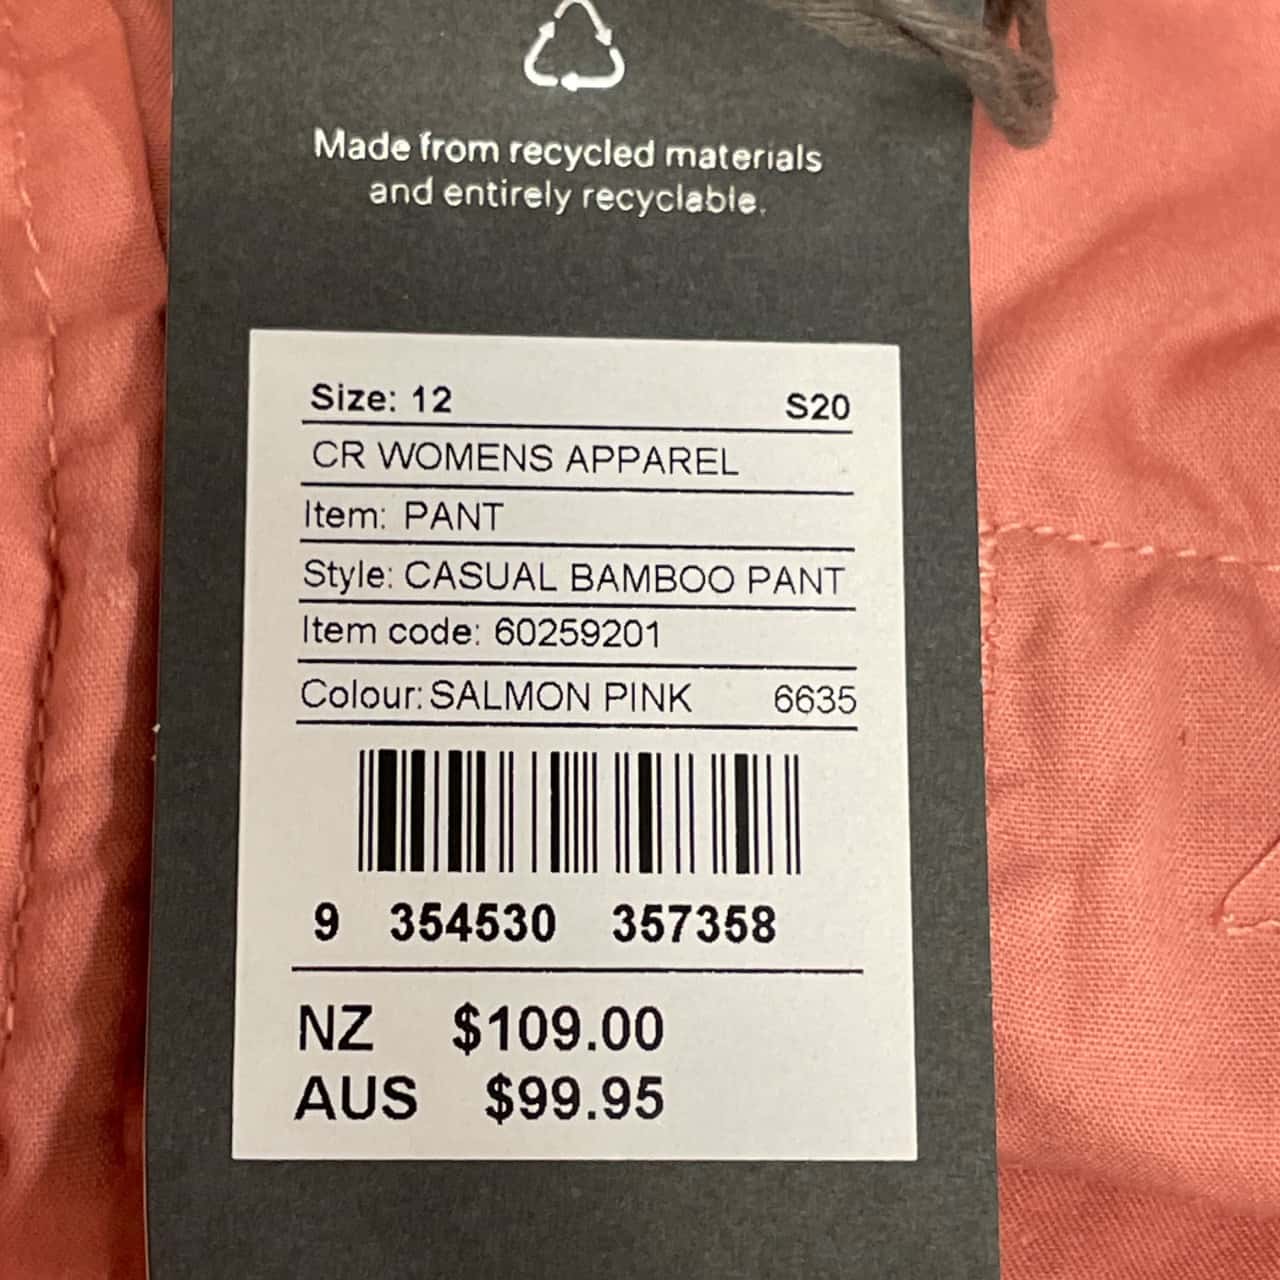 Made from recycled materials
and entirely recyclable.
Size: 12 S20
CR WOMENS APPAREL
Item: PANT
Style: CASUAL BAMBOO PANT
Item code: 60259201
Colour: SALMON PINK 6635
9 354530 357358
NZ $109.00
AUS $99.95